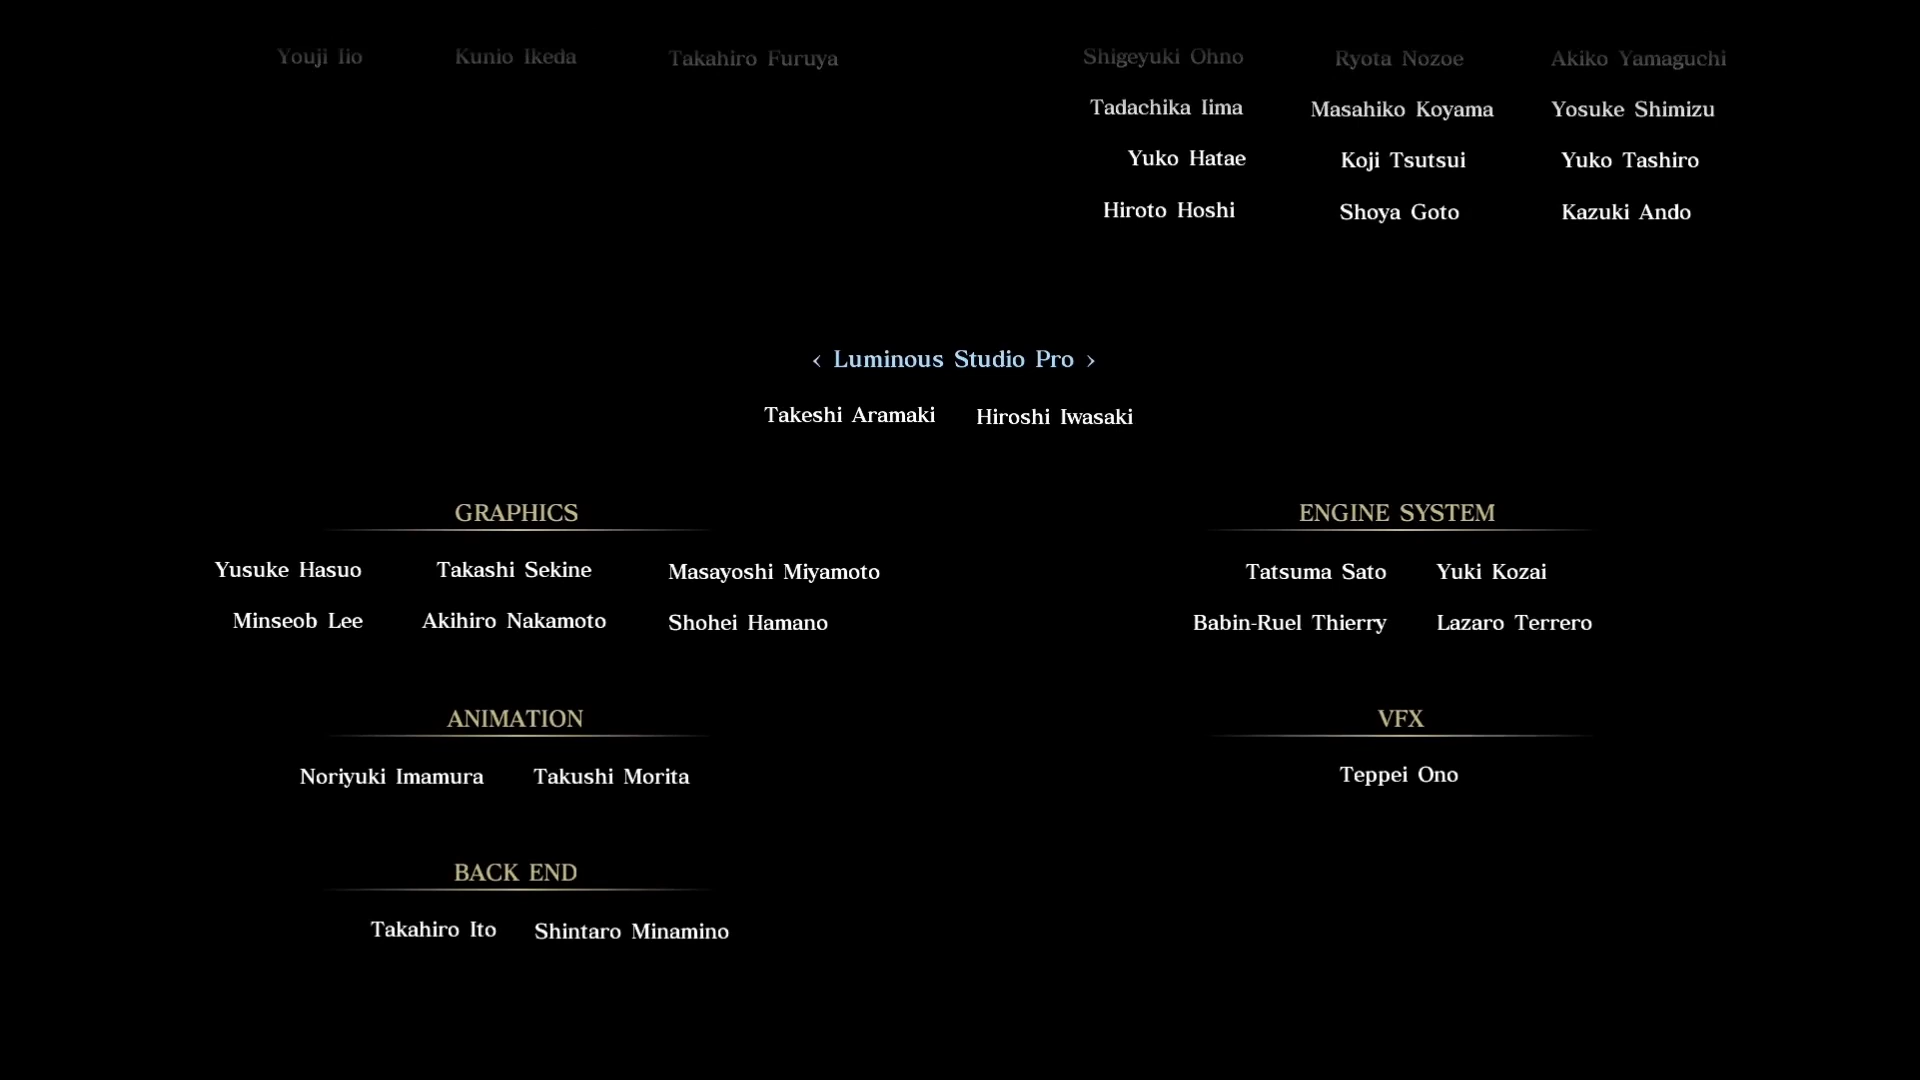 Youji Iio Kunio Ikeda Takahiro Furuya Shigeyuki Ohno Ryota Nozoe Akiko Yamaguchi
Tadachika Iima Masahiko Koyama Yosuke Shimizu
Yuko Hatae Koji Tsutsui Yuko Tashiro
Hiroto Hoshi Shoya Goto Kazuki Ando
‹ Luminous Studio Pro ›
Takeshi Aramaki Hiroshi Iwasaki
GRAPHICS
Yusuke Hasuo Takashi Sekine Masayoshi Miyamoto
Minseob Lee Akihiro Nakamoto Shohei Hamano
ENGINE SYSTEM
Tatsuma Sato Yuki Kozai
Babin-Ruel Thierry Lazaro Terrero
ANIMATION
Noriyuki Imamura Takushi Morita
VFX
Teppei Ono
BACK END
Takahiro Ito Shintaro Minamino